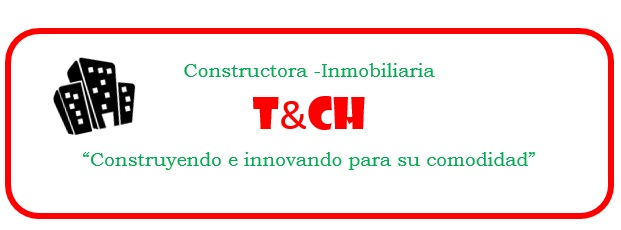 Constructora -Inmobiliaria
T&CH
“Construyendo e innovando para su comodidad”